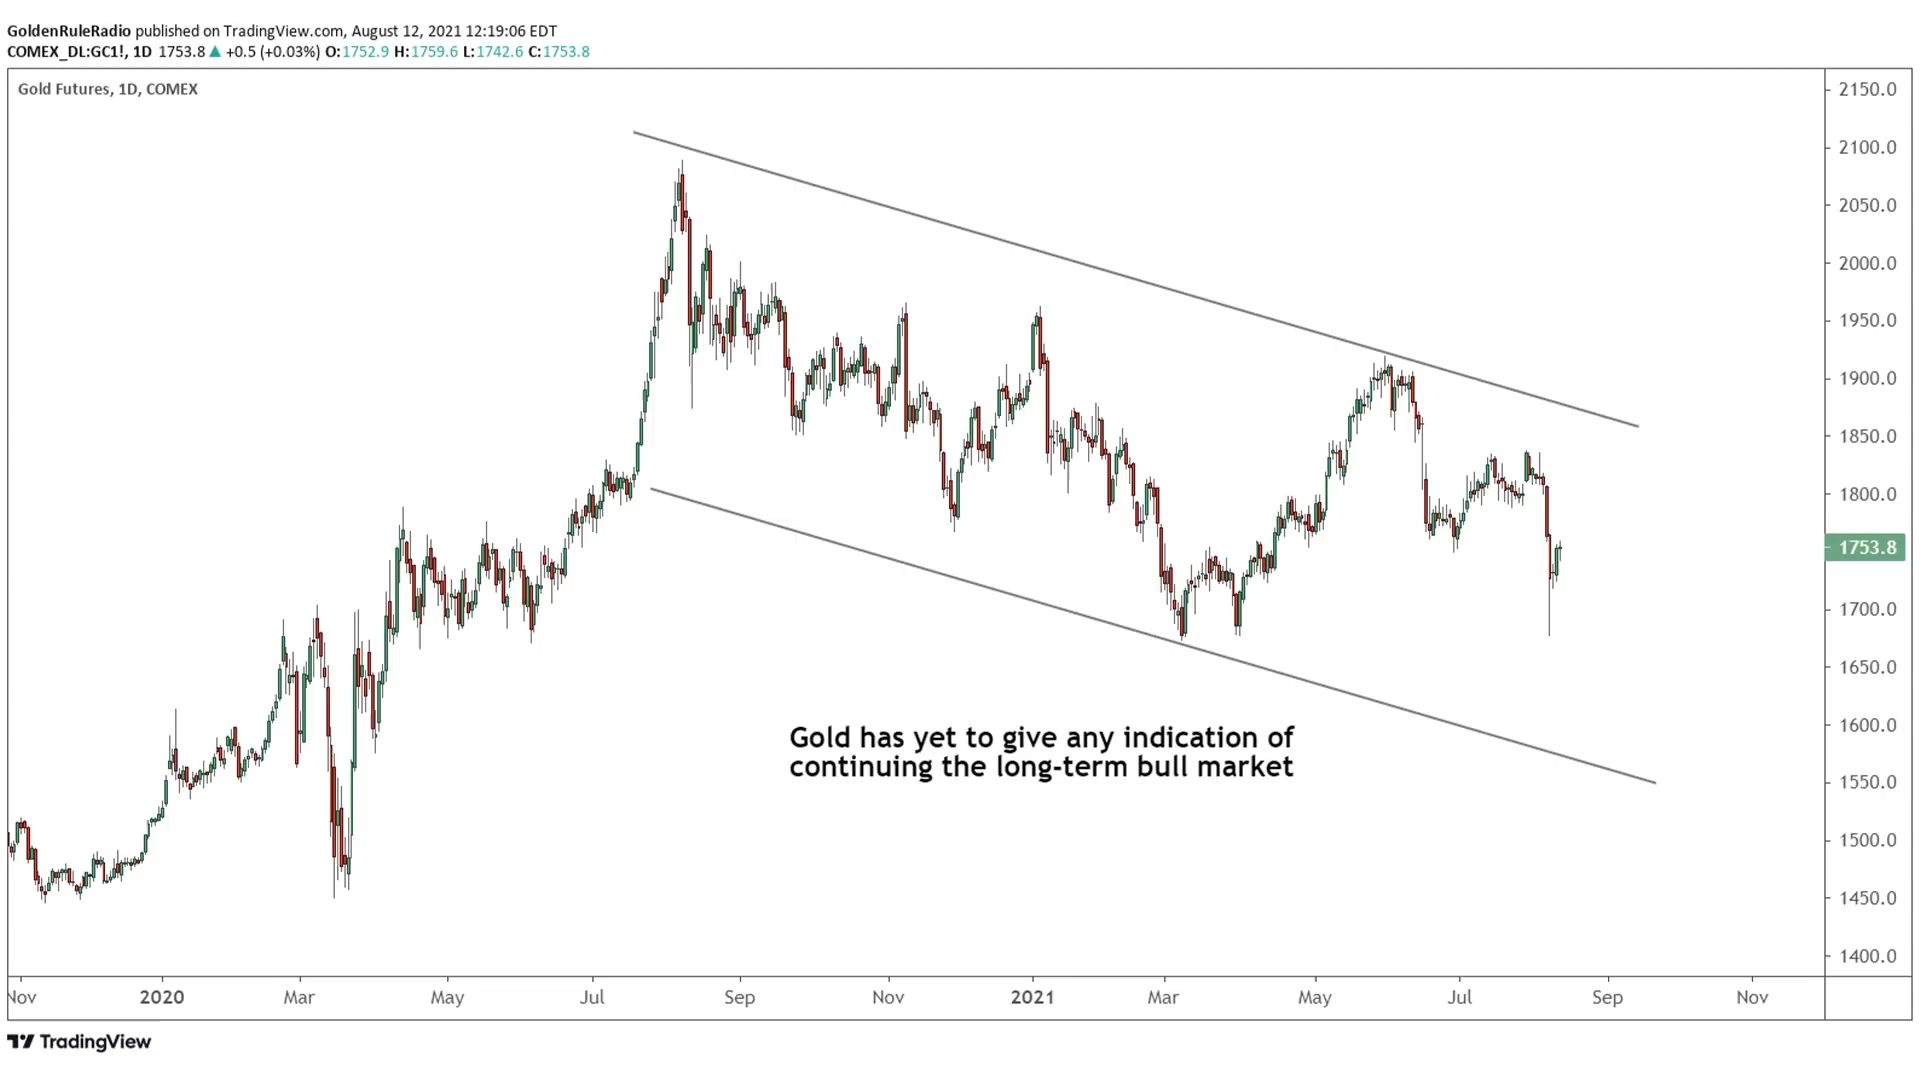 GoldenRuleRadio published on TradingView.com, August 12, 2021 12:19:06 EDT
COMEX_DL:GC1!, 1D 1753.8 ▲ +0.5 (+0.03%) O:1752.9 H:1759.6 L:1742.6 C:1753.8
Gold Futures, 1D, COMEX
2150.0
2100.0
2050.0
2000.0
1950.0
1900.0
1850.0
1800.0
1753.8
1700.0
1650.0
1600.0
1550.0
1500.0
1450.0
1400.0
Gold has yet to give any indication of
continuing the long-term bull market
Nov 2020 Mar May Jul Sep Nov 2021 Mar May Jul Sep Nov
TradingView